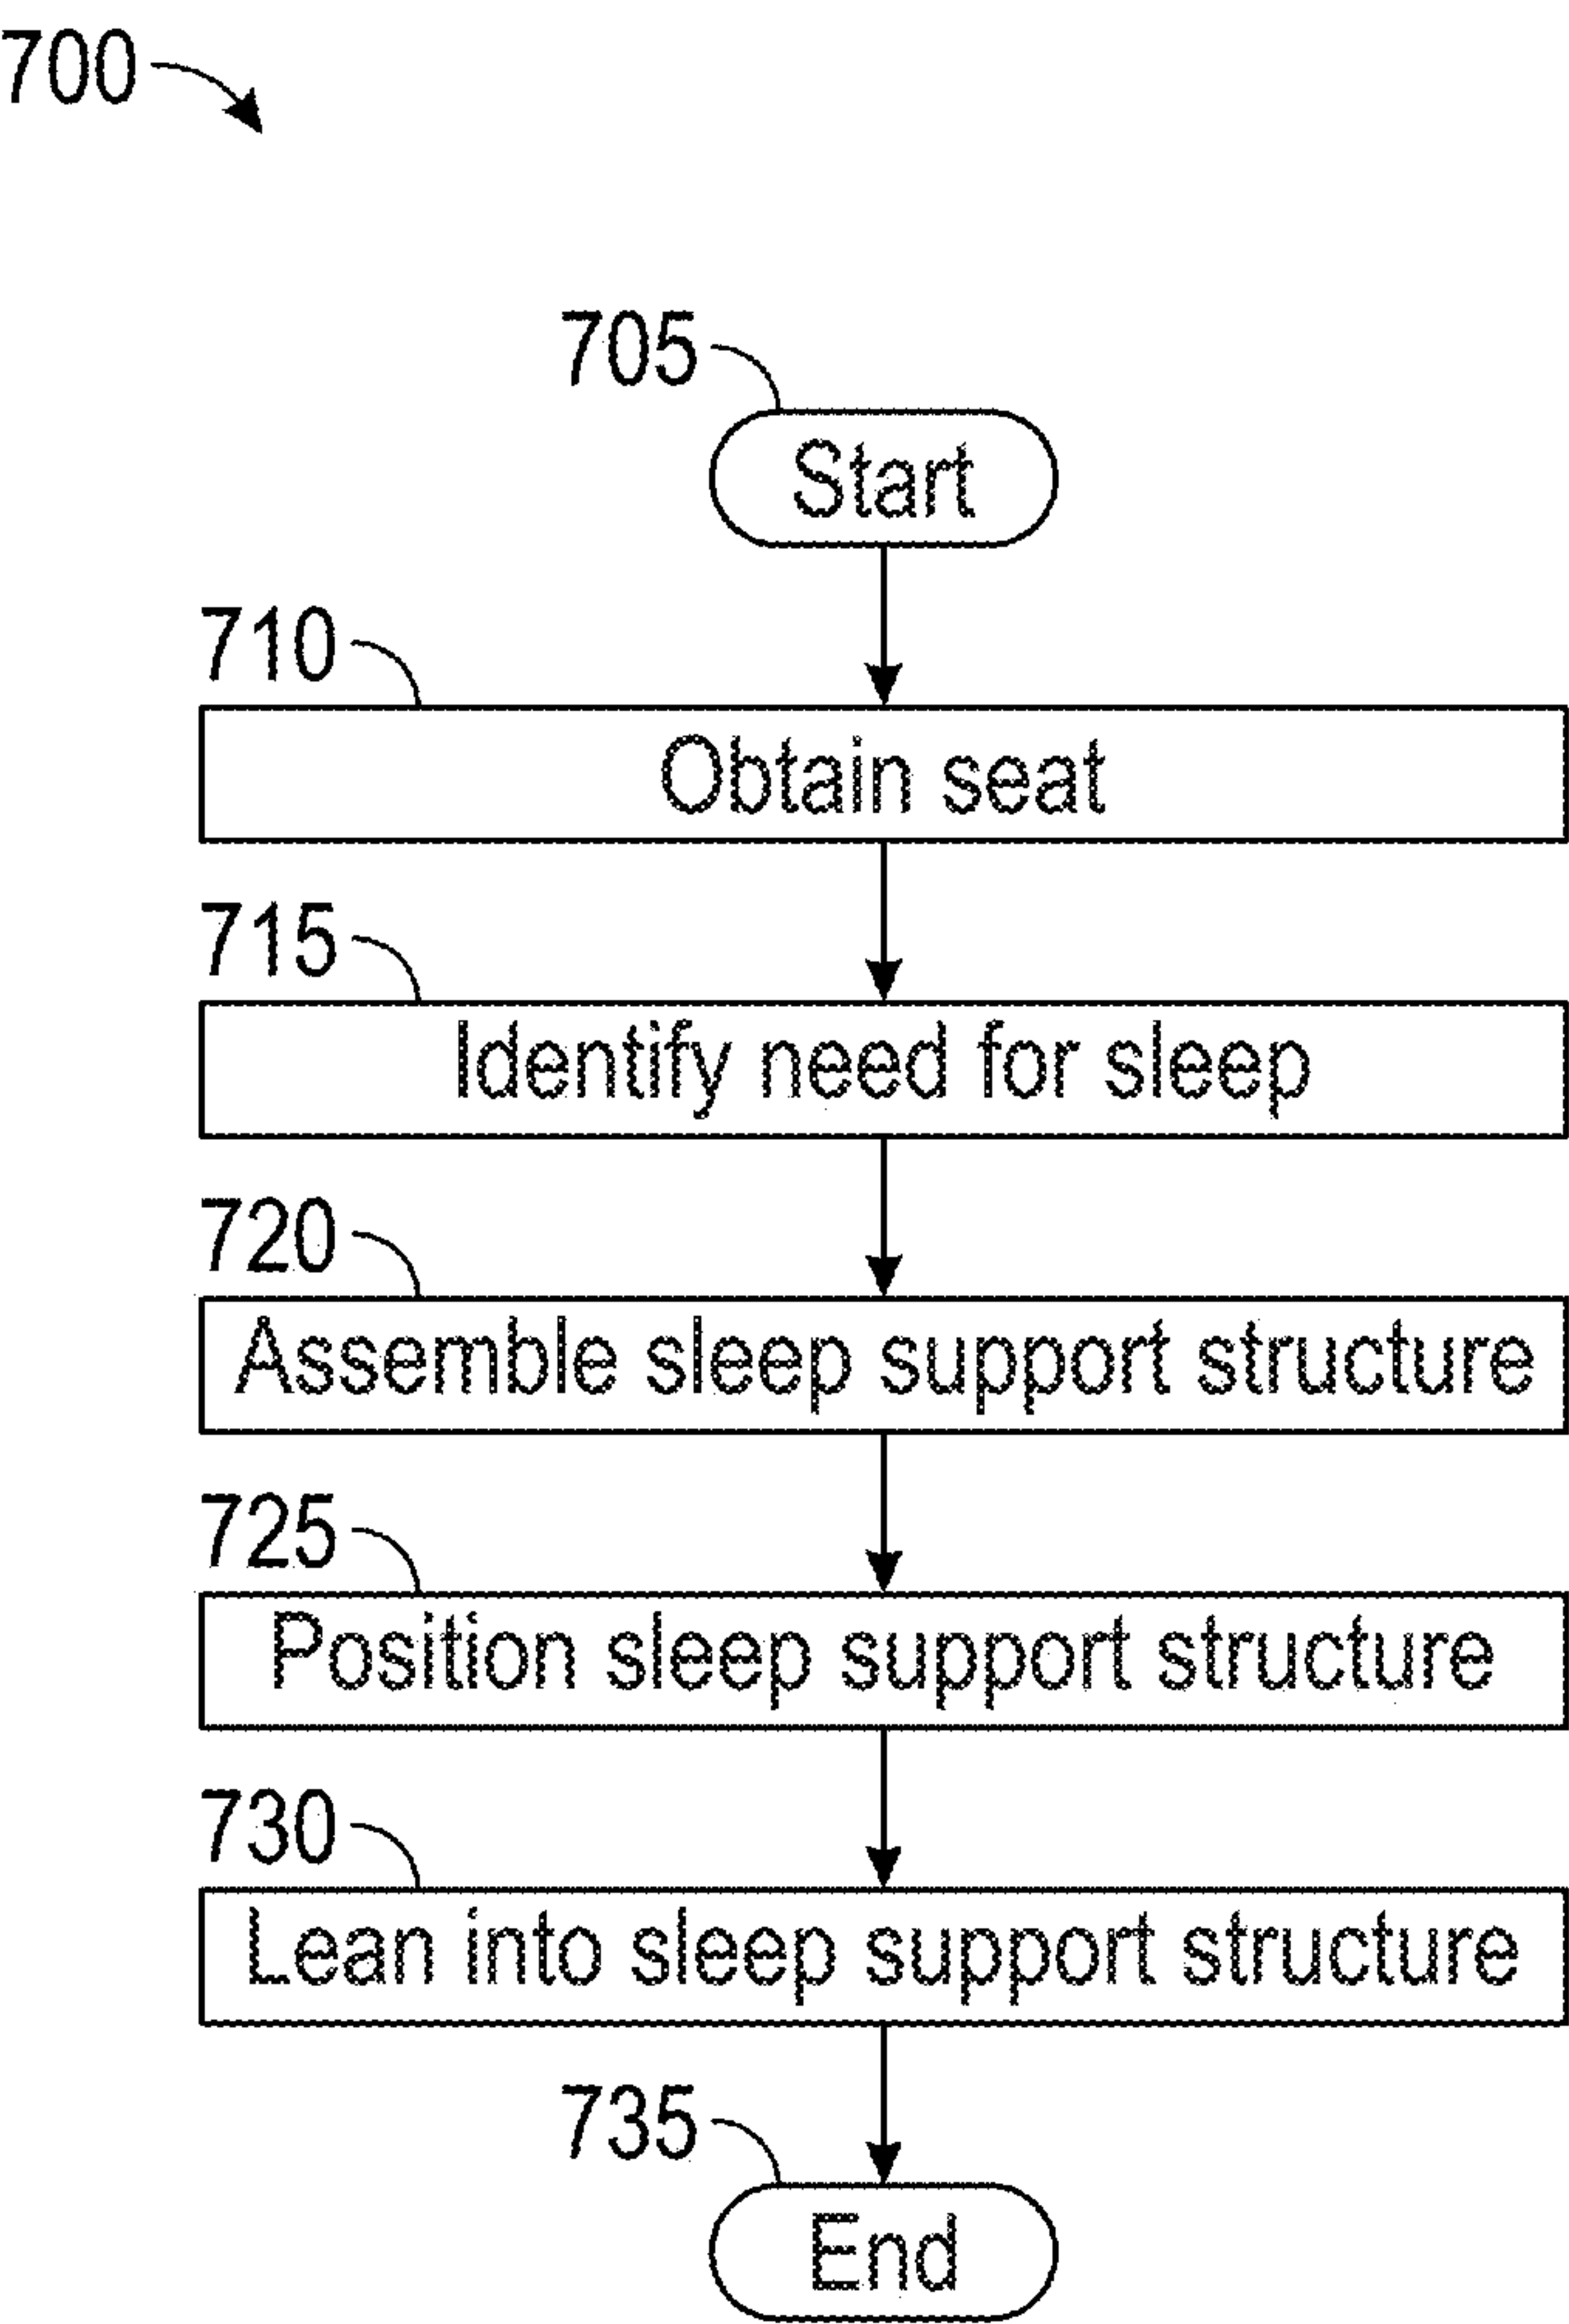 700
705
Start
710
Obtain seat
715
Identify need for sleep
720
Assemble sleep support structure
725
Position sleep support structure
730
Lean into sleep support structure
735
End